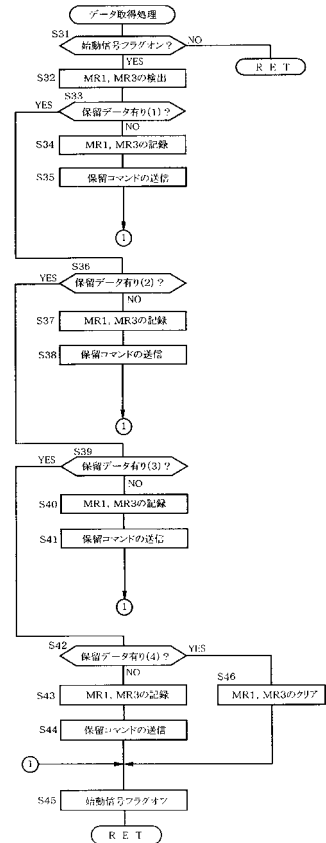 データ取得処理
S31
始動信号フラグオン？
NO
R E T
YES
S32
MR1, MR3の検出
S33
YES
保留データ有り(1)？
NO
S34
MR1, MR3の記録
S35
保留コマンドの送信
1
S36
YES
保留データ有り(2)？
NO
S37
MR1, MR3の記録
S38
保留コマンドの送信
1
S39
YES
保留データ有り(3)？
NO
S40
MR1, MR3の記録
S41
保留コマンドの送信
1
S42
保留データ有り(4)？
YES
NO
S46
S43
MR1, MR3の記録
MR1, MR3のクリア
S44
保留コマンドの送信
1
S45
始動信号フラグオフ
R E T